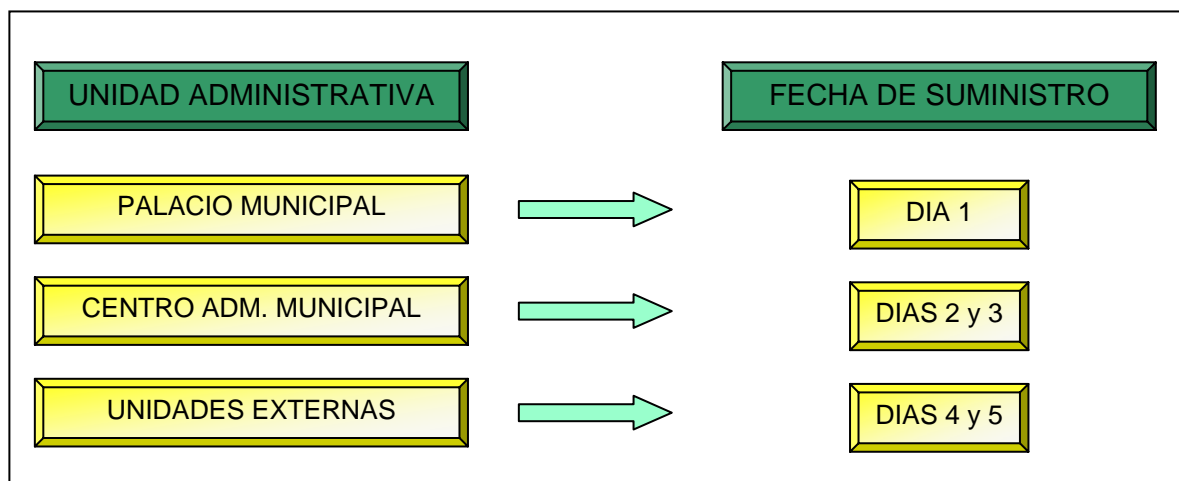 UNIDAD ADMINISTRATIVA
FECHA DE SUMINISTRO
PALACIO MUNICIPAL
DIA 1
CENTRO ADM. MUNICIPAL
DIAS 2 y 3
UNIDADES EXTERNAS
DIAS 4 y 5